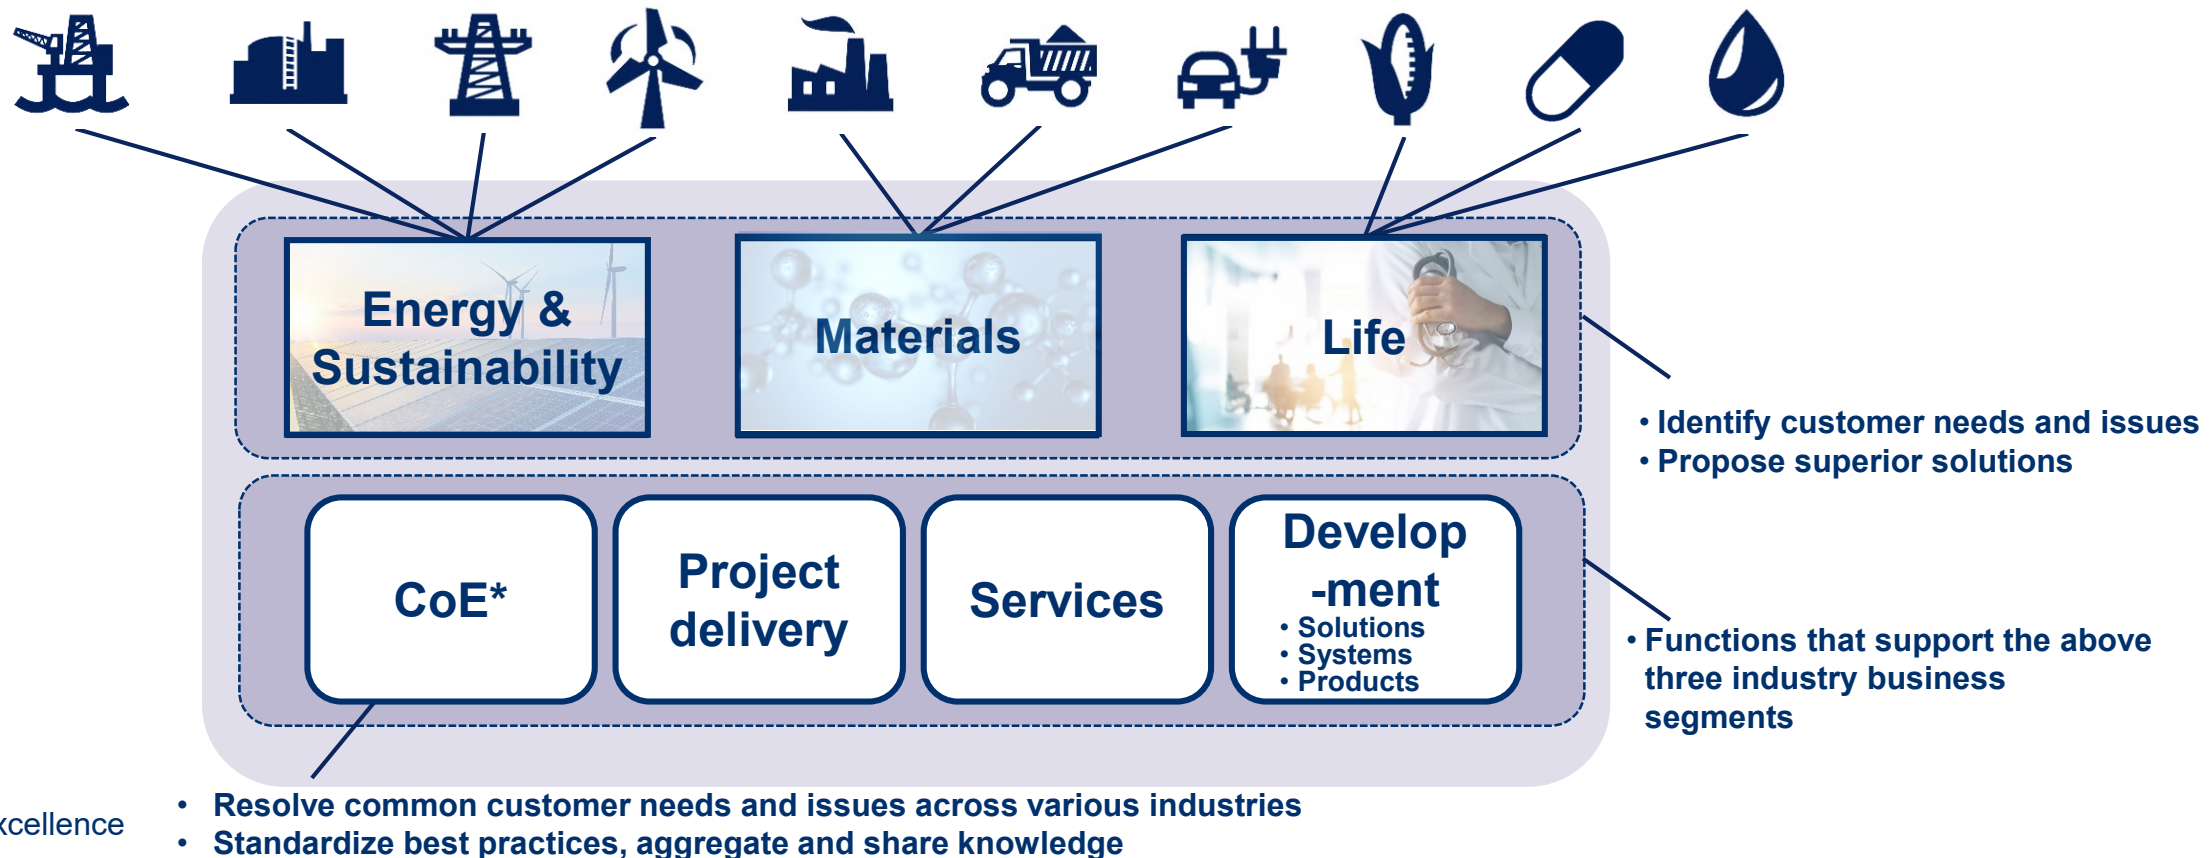 Energy &
Sustainability
Materials
Life
• Identify customer needs and issues
• Propose superior solutions
CoE*
Project
delivery
Services
Develop
-ment
• Solutions
• Systems
• Products
• Functions that support the above
three industry business
segments
• Resolve common customer needs and issues across various industries
xcellence
• Standardize best practices, aggregate and share knowledge